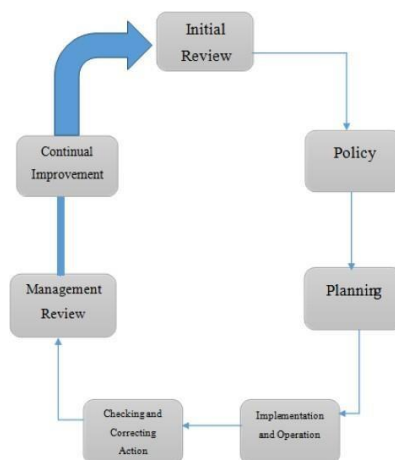 Initial
Review
Policy
Planning
Implementation
and Operation
Checking and
Correcting
Action
Management
Review
Continual
Improvement